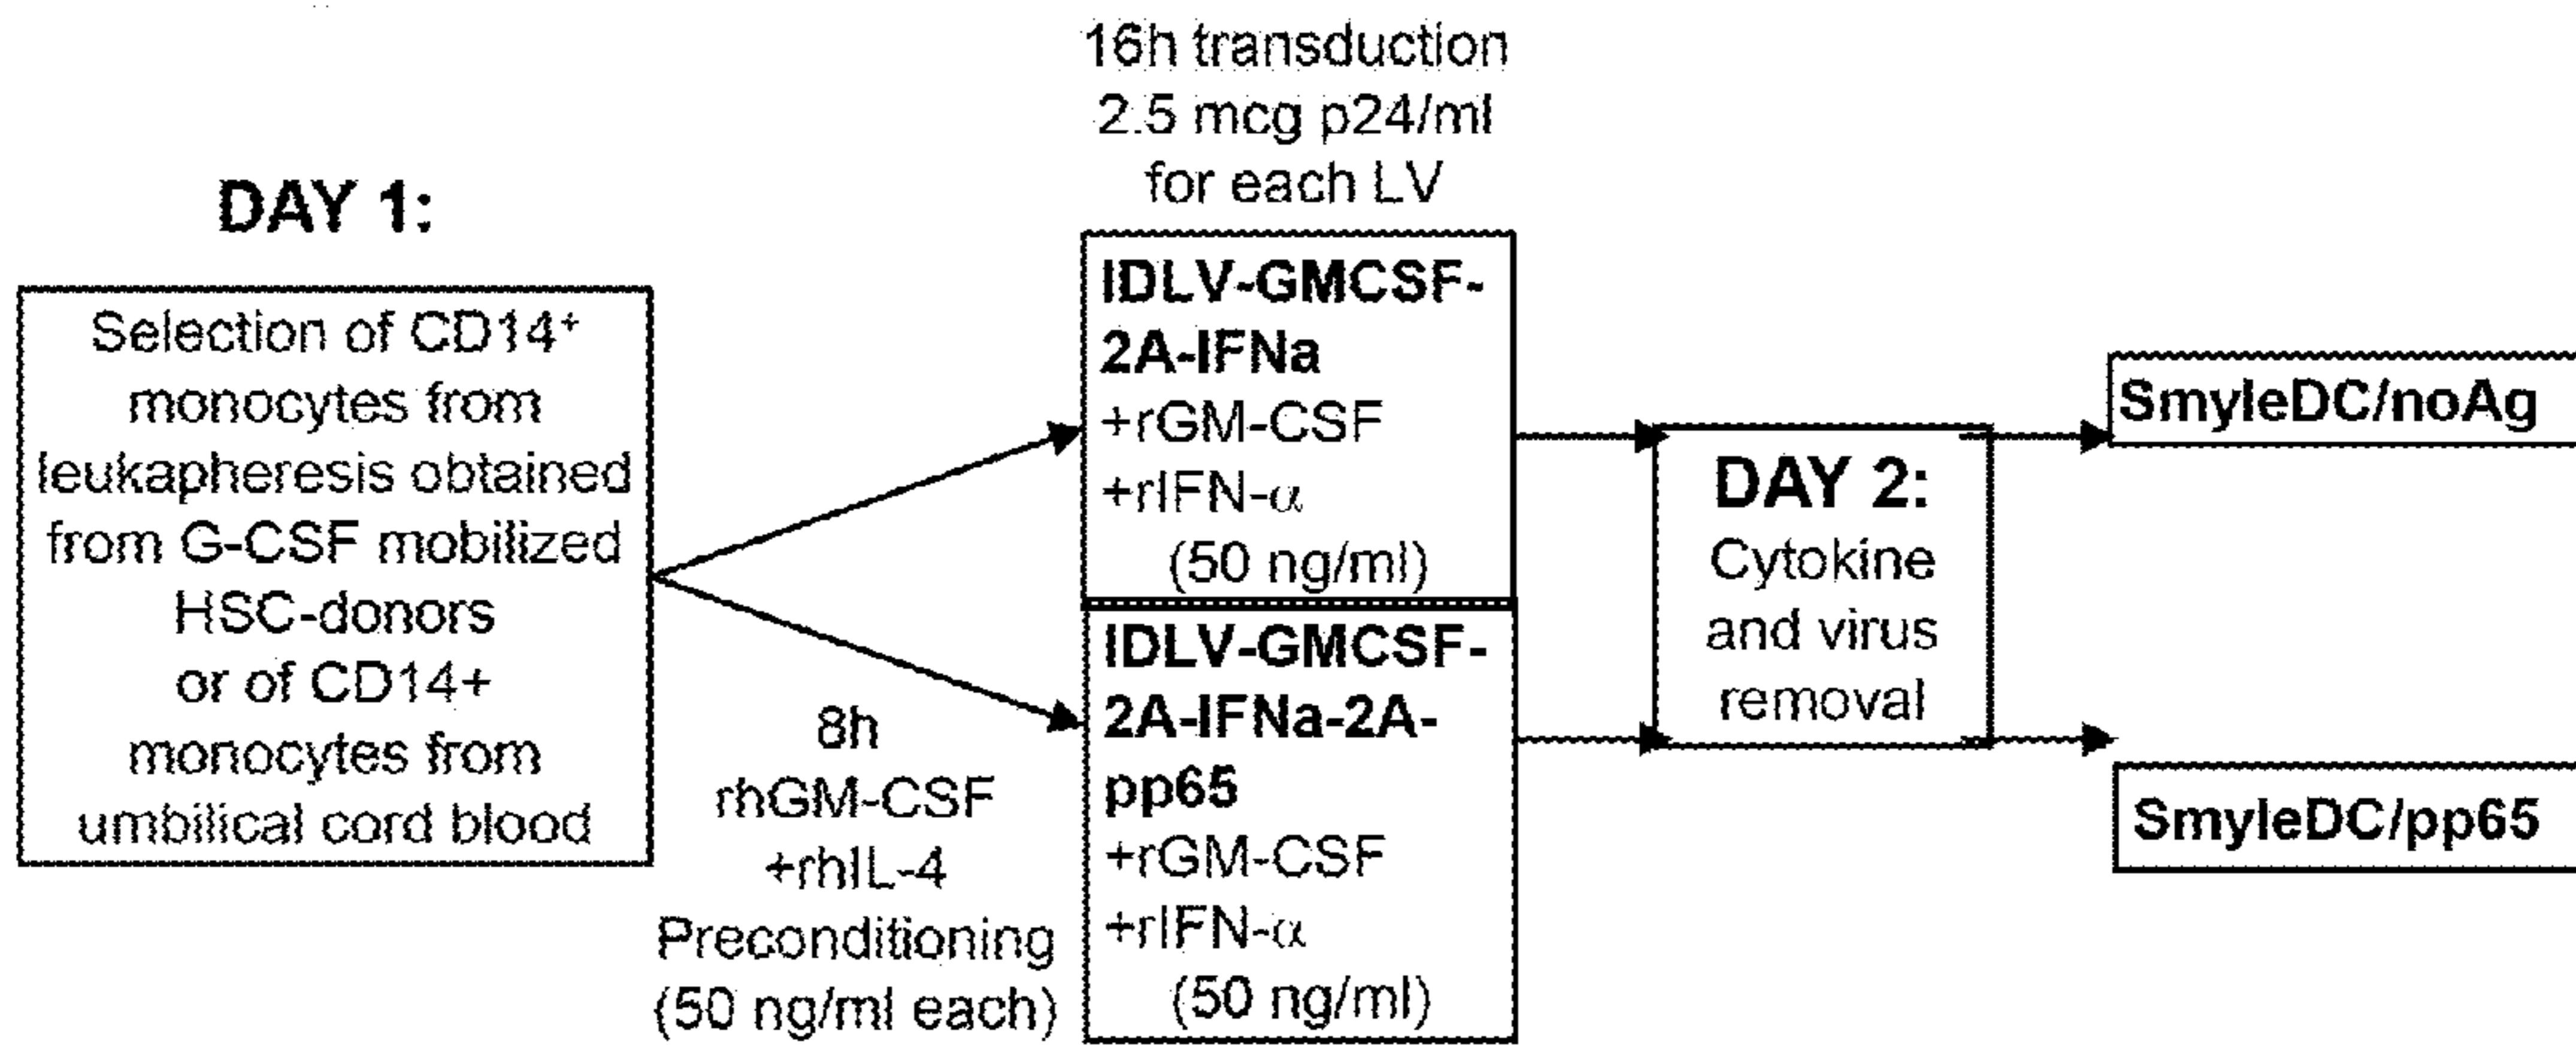 DAY 1:
Selection of CD14⁺
monocytes from
leukapheresis obtained
from G-CSF mobilized
HSC-donors
or of CD14+
monocytes from
umbilical cord blood
8h
rhGM-CSF
+rhIL-4
Preconditioning
(50 ng/ml each)
16h transduction
2.5 mcg p24/ml
for each LV
IDLV-GMCSF-
2A-IFNa
+rGM-CSF
+rIFN-α
(50 ng/ml)
IDLV-GMCSF-
2A-IFNa-2A-
pp65
+rGM-CSF
+rIFN-α
(50 ng/ml)
DAY 2:
Cytokine
and virus
removal
SmyleDC/noAg
SmyleDC/pp65